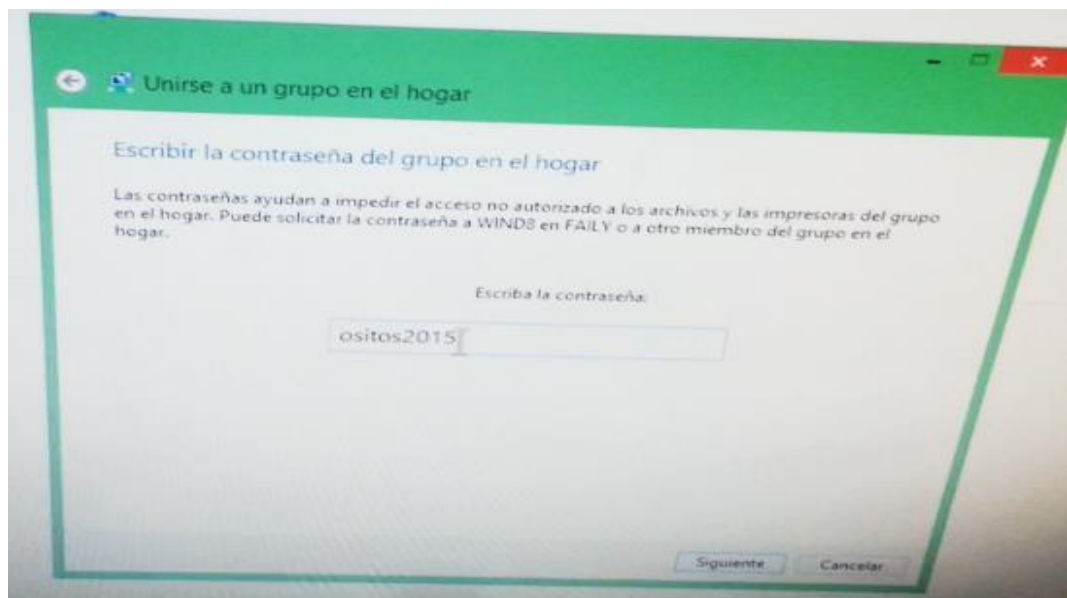 Unirse a un grupo en el hogar
Escribir la contraseña del grupo en el hogar
Las contraseñas ayudan a impedir el acceso no autorizado a los archivos y las impresoras del grupo
en el hogar. Puede solicitar la contraseña a WIND8 en FAILY o a otro miembro del grupo en el
hogar.
Escriba la contraseña:
ositos2015
Siguiente
Cancelar